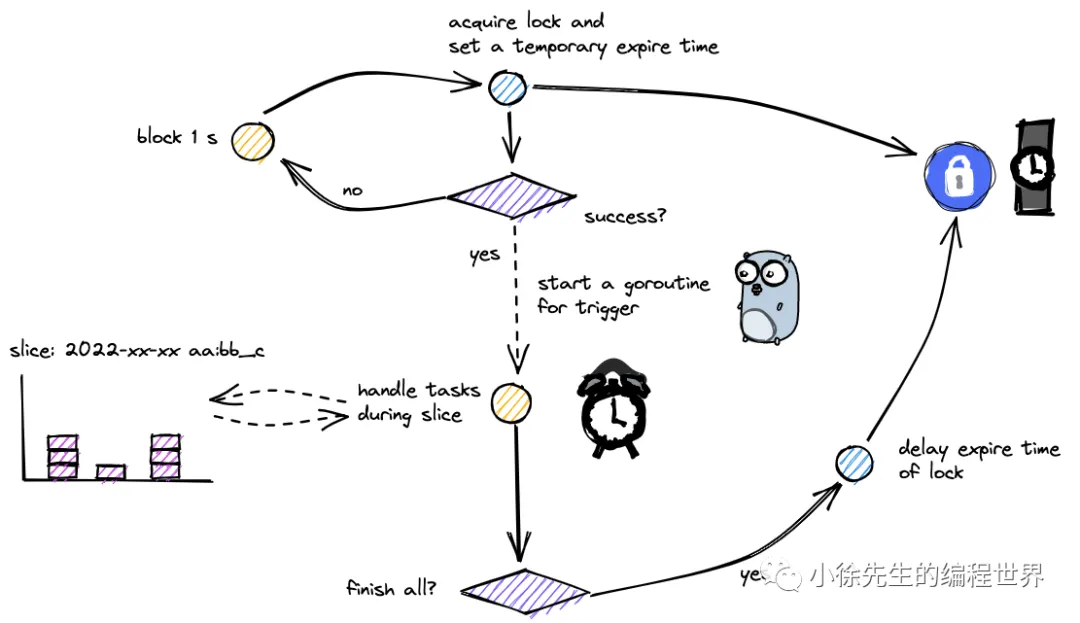 acquire lock and
set a temporary expire time
block 1 s
no
success?
yes
start a goroutine
for trigger
slice: 2022-xx-xx aa:bb_c
handle tasks
during slice
delay expire time
of lock
finish all?
yes
小徐先生的编程世界